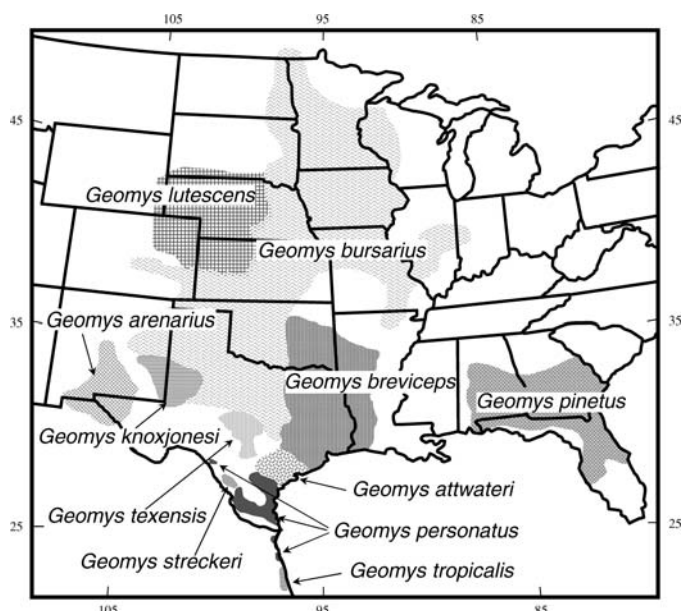 105 95 85
45 45
Geomys lutescens
Geomys bursarius
35 35
Geomys arenarius
Geomys breviceps
Geomys pinetus
Geomys knoxjonesi
Geomys attwateri
Geomys texensis
25 25
Geomys personatus
Geomys streckeri
Geomys tropicalis
105 95 85